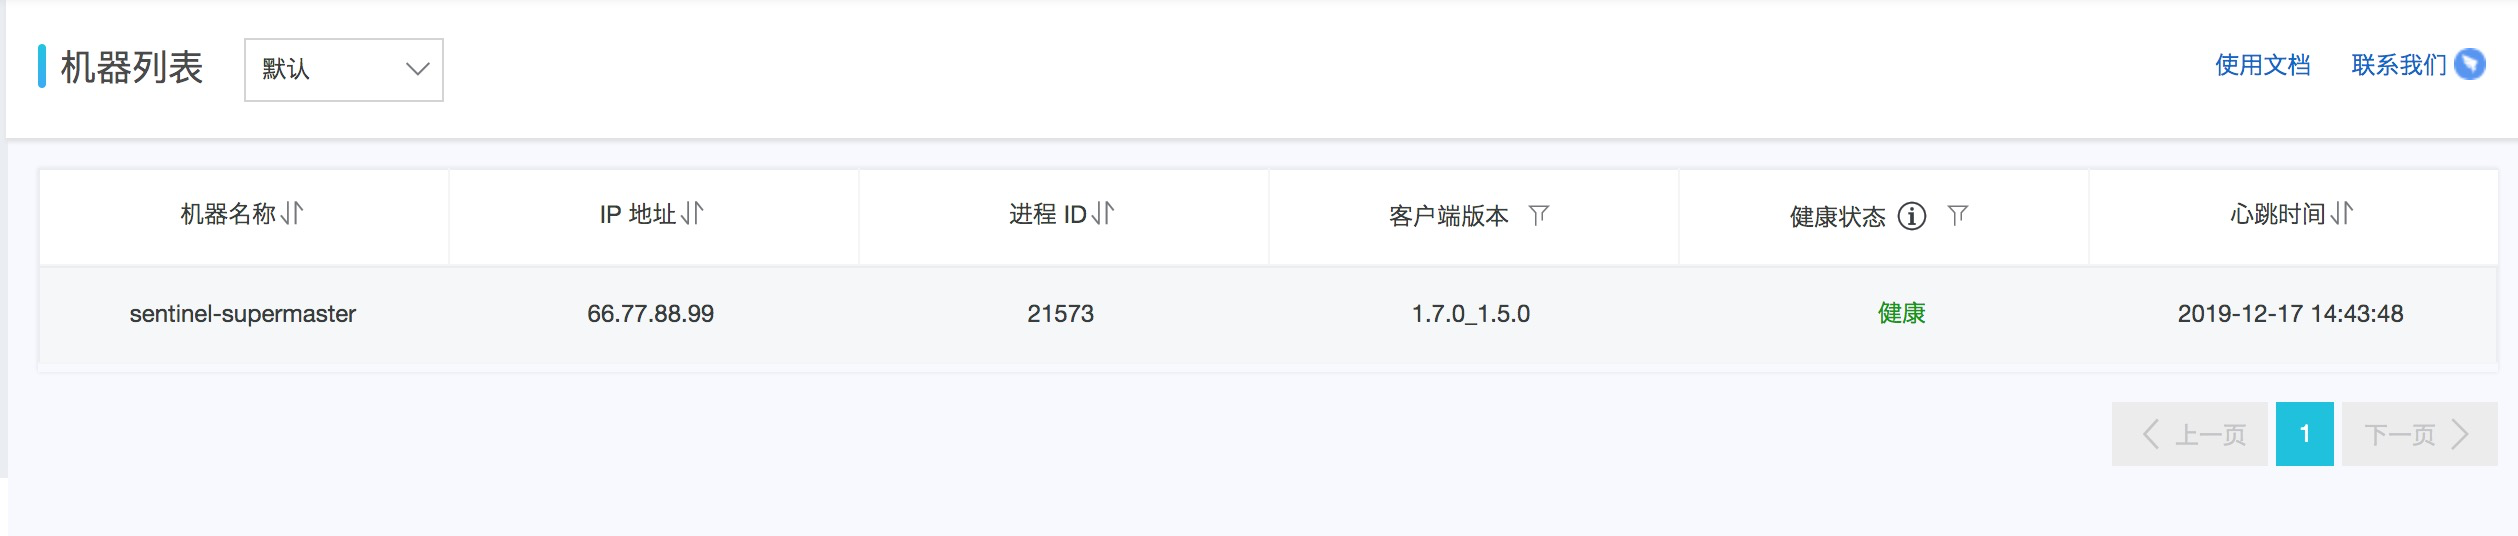 机器列表 默认 使用文档 联系我们
机器名称 IP 地址 进程 ID 客户端版本 健康状态 心跳时间
sentinel-supermaster 66.77.88.99 21573 1.7.0_1.5.0 健康 2019-12-17 14:43:48
上一页 1 下一页